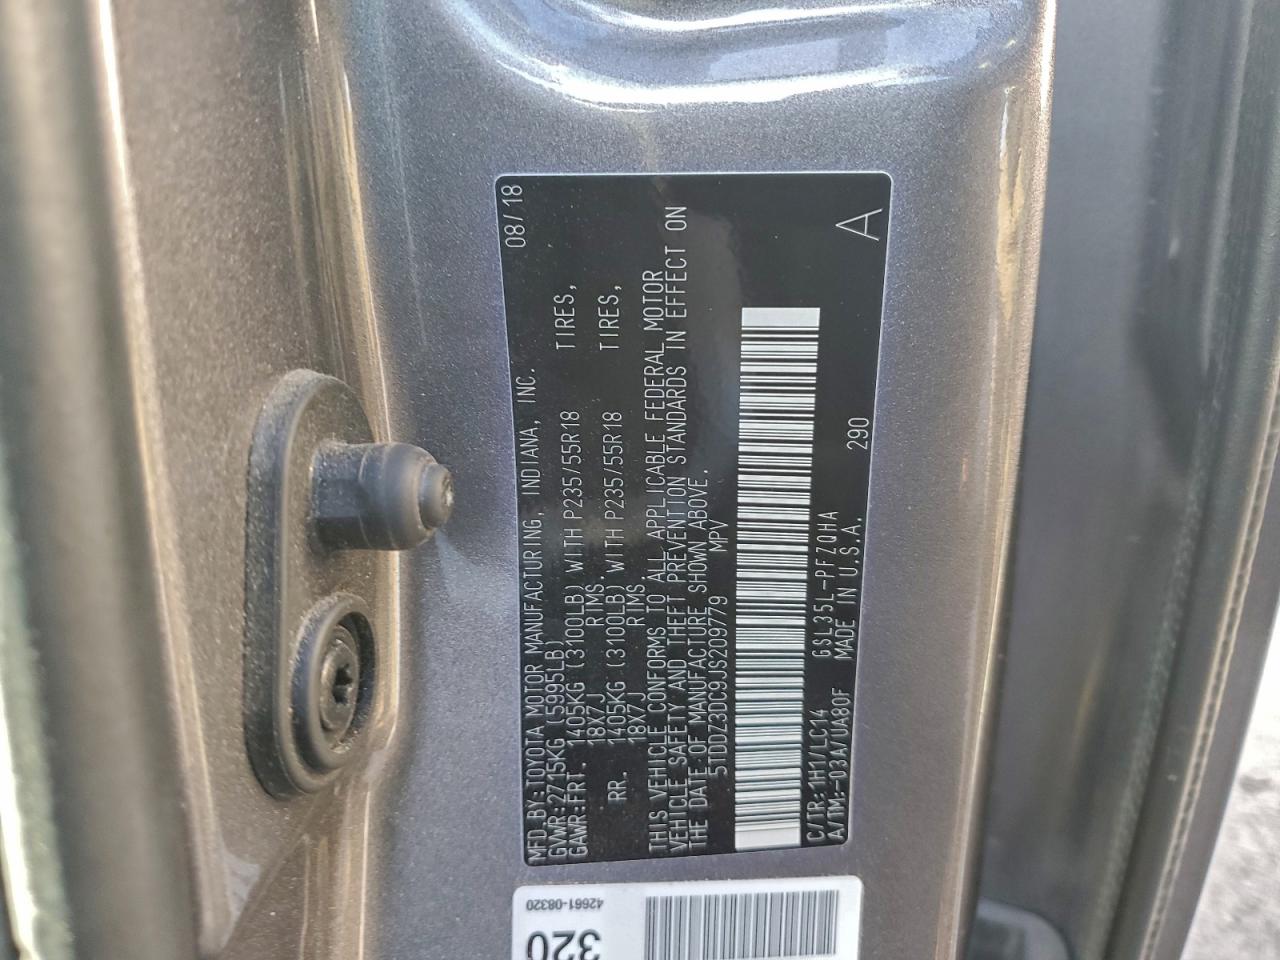 08/18
MFD.BY:TOYOTA MOTOR MANUFACTURING, INDIANA, INC.
GVWR:2715KG (5995LB)
GAWR:FRT. 1405KG (3100LB) WITH P235/55R18 TIRES,
18X7J RIMS.
RR. 1405KG (3100LB) WITH P235/55R18 TIRES,
18X7J RIMS.
THIS VEHICLE CONFORMS TO ALL APPLICABLE FEDERAL MOTOR
VEHICLE SAFETY AND THEFT PREVENTION STANDARDS IN EFFECT ON
THE DATE OF MANUFACTURE SHOWN ABOVE.
5TDDZ3DC9JS209779 MPV
C/TR:1H1/LC14 GSL35L-PFZQHA
A/TM:-03A/UA80F MADE IN U.S.A. 290
A
42661-08320
320